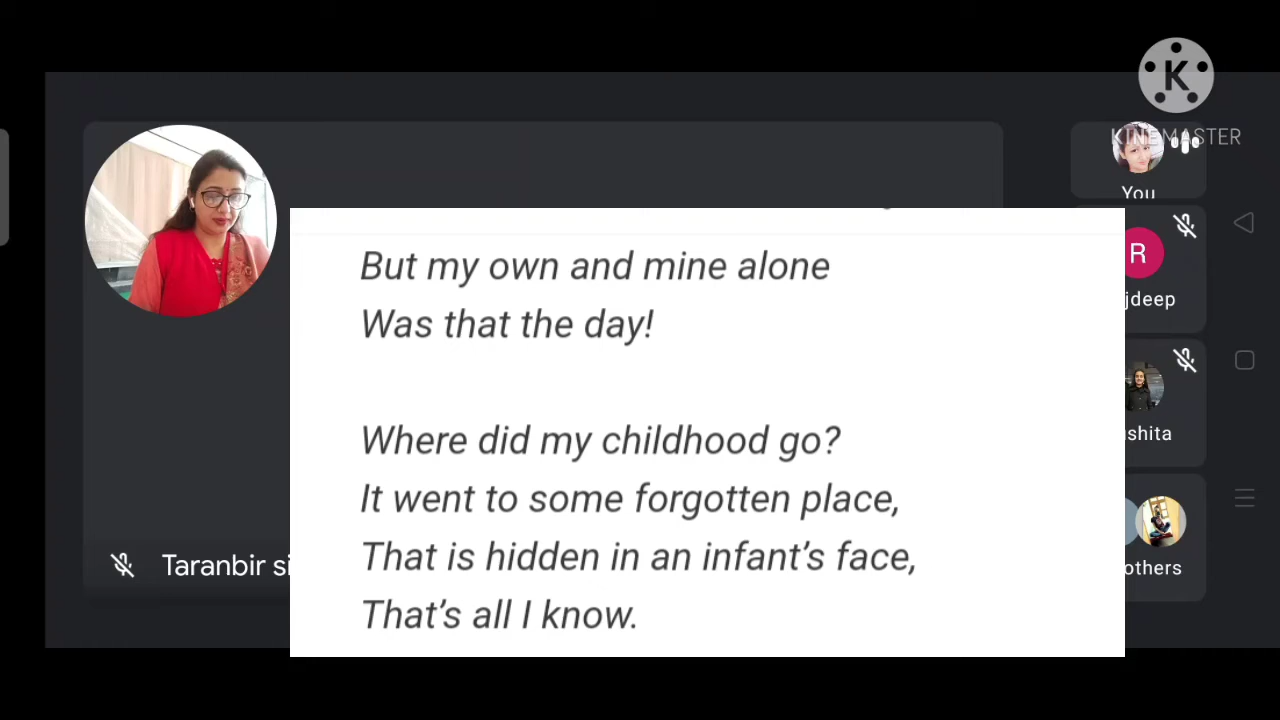 K
KINEMASTER
You
But my own and mine alone
Was that the day!
R
jdeep
Where did my childhood go?
shita
It went to some forgotten place,
That is hidden in an infant's face,
Taranbir si
others
That's all I know.